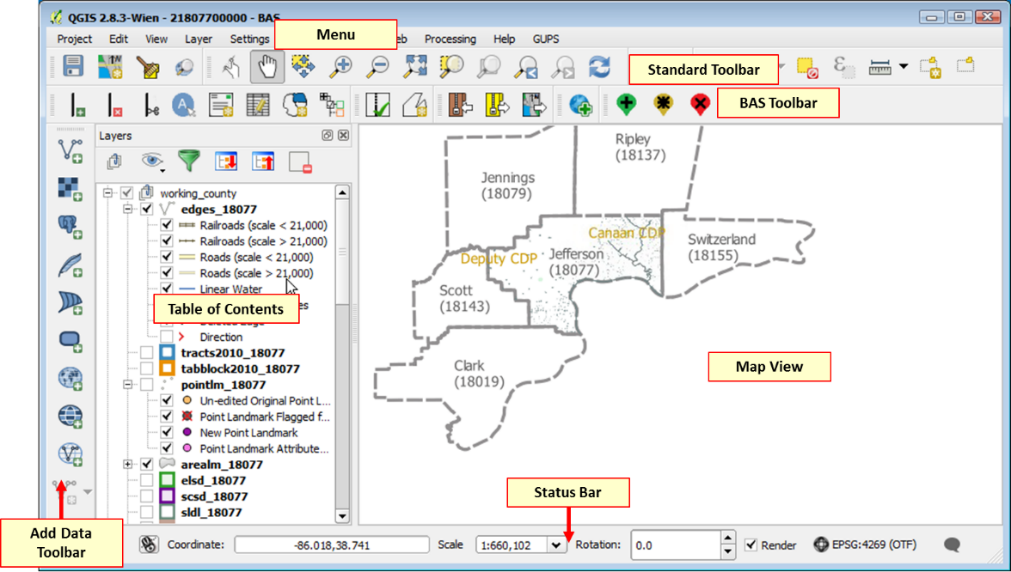 QGIS 2.8.3-Wien - 21807700000 - BAS
Project Edit View Layer Settings Menu eb Processing Help GUPS
Standard Toolbar
BAS Toolbar
Layers
working_county
edges_18077
Railroads (scale < 21,000)
Railroads (scale > 21,000)
Roads (scale < 21,000)
Roads (scale > 21,000)
Linear Water
Table of Contents
Direction
tracts2010_18077
tabblock2010_18077
pointlm_18077
Un-edited Original Point L...
Point Landmark Flagged f...
New Point Landmark
Point Landmark Attribute...
arealm_18077
elsd_18077
scsd_18077
sldl_18077
Ripley
(18137)
Jennings
(18079)
Canaan CDP
Switzerland
(18155)
Deputy CDP
Jefferson
(18077)
Scott
(18143)
Clark
(18019)
Map View
Status Bar
Add Data
Toolbar
Coordinate: -86.018,38.741 Scale 1:660,102 Rotation: 0.0 Render EPSG:4269 (OTF)